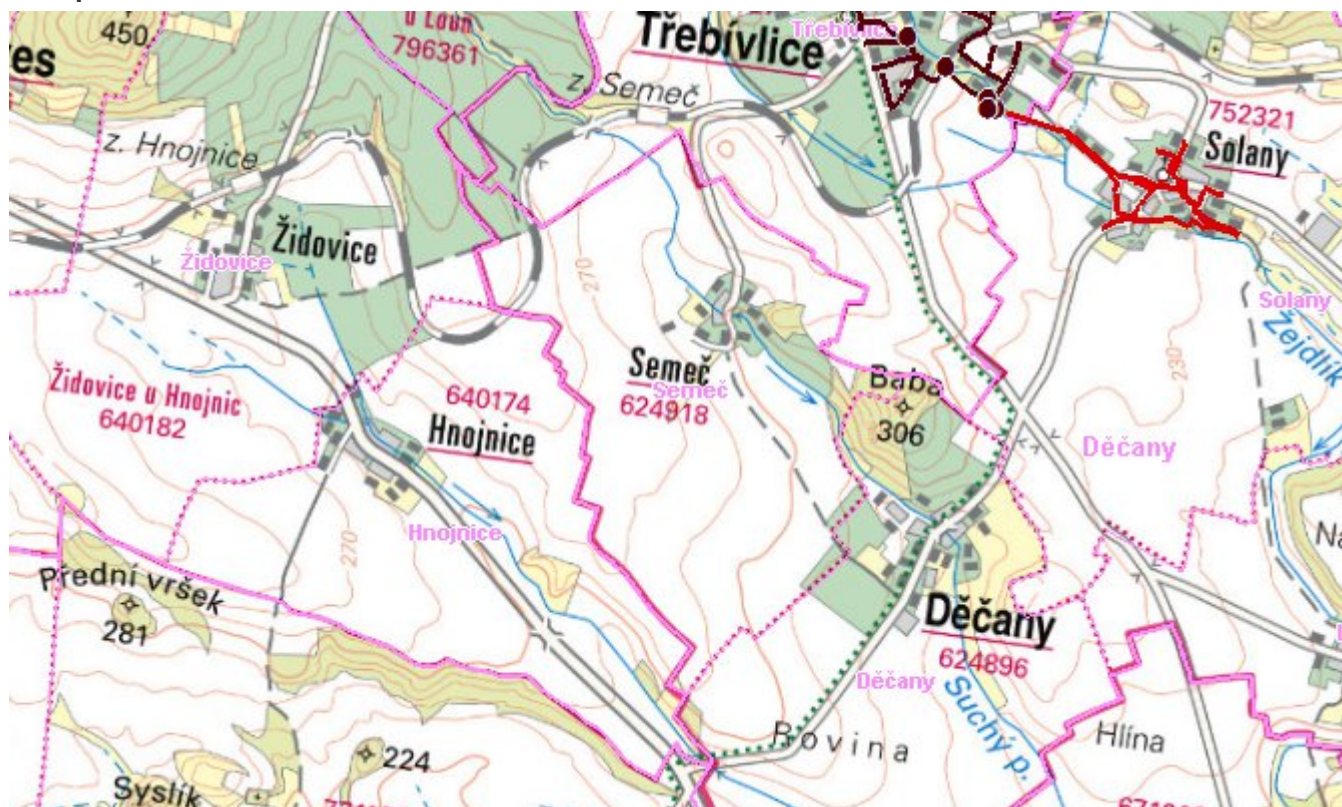 450
u Loun
796361
Třebívlice
Třebívlice
es
z. Semeč
z. Hnojnice
752321
Solany
Židovice
Židovice
270
Solany
Žejdlík
Židovice u Hnojnic
640182
640174
Hnojnice
Semeč
Semeč
624918
Baba
306
230
Děčany
Hnojnice
270
Přední vršek
281
Děčany
624896
Děčany
Suchý p.
Rovina
Hlína
224
Syslík